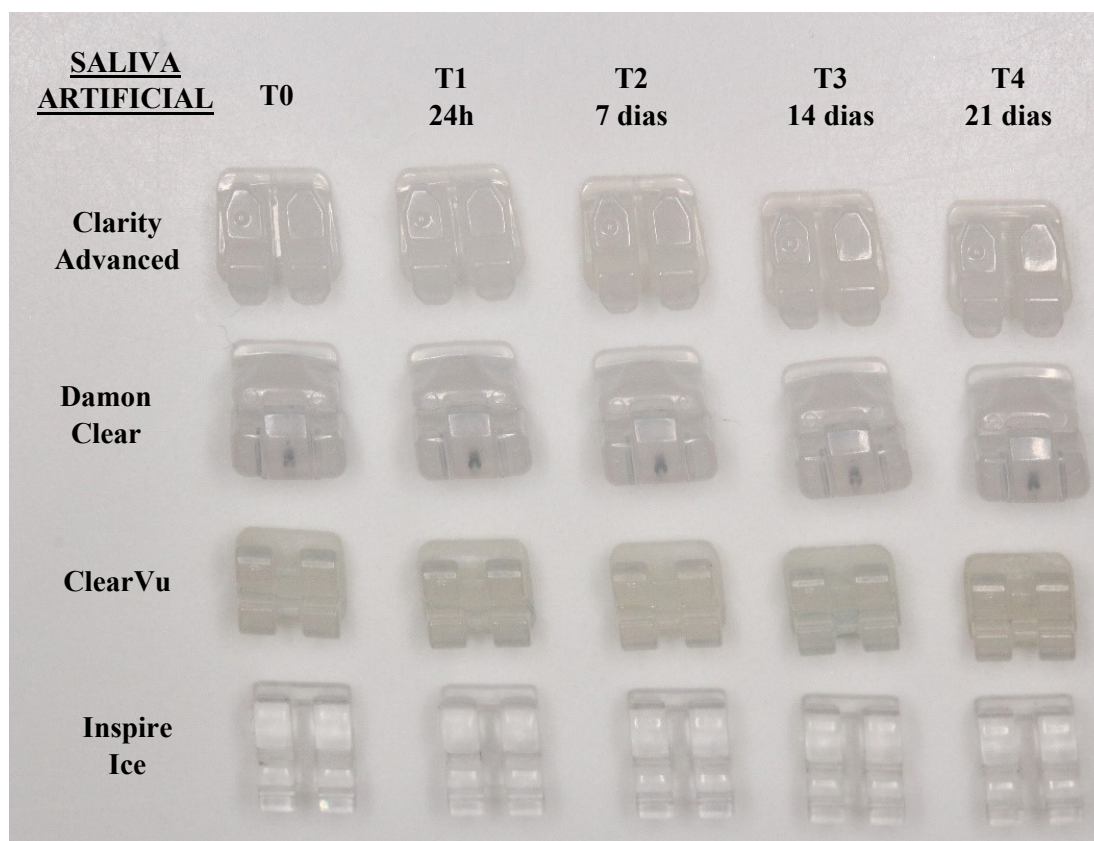 SALIVA
ARTIFICIAL
T0
T1
24h
T2
7 dias
T3
14 dias
T4
21 dias
Clarity
Advanced
Damon
Clear
ClearVu
Inspire
Ice